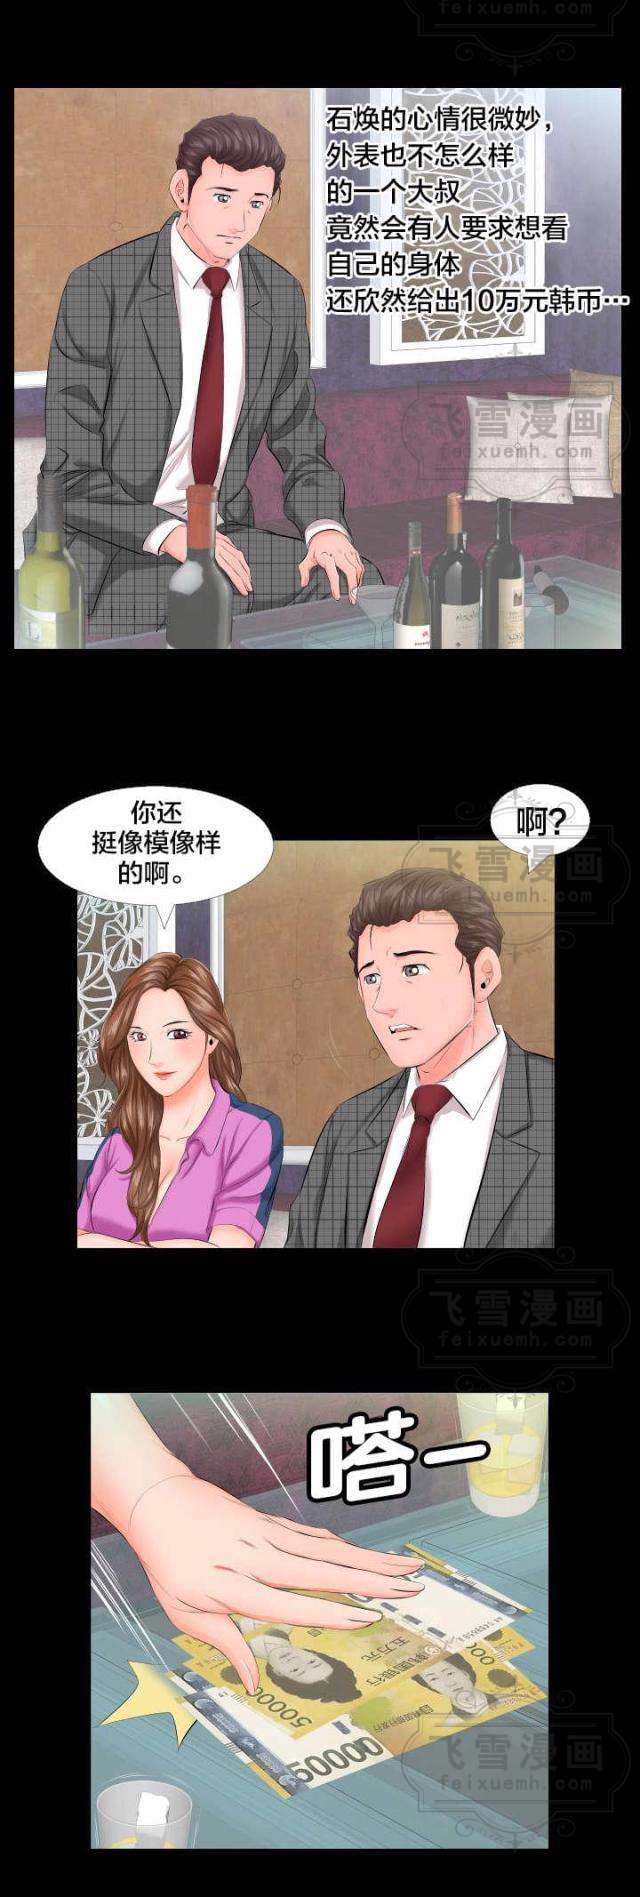 feixuemh.com
石焕的心情很微妙，
外表也不怎么样
的一个大叔
竟然会有人要求想看
自己的身体
还欣然给出10万元韩币…
飞雪漫画
feixuemh.com
你还
挺像模像样
的啊。
啊?
飞雪漫画
feixuemh.com
飞雪漫画
feixuemh.com
嗒一
五万元
50000
50000
飞雪漫画
feixuemh.com